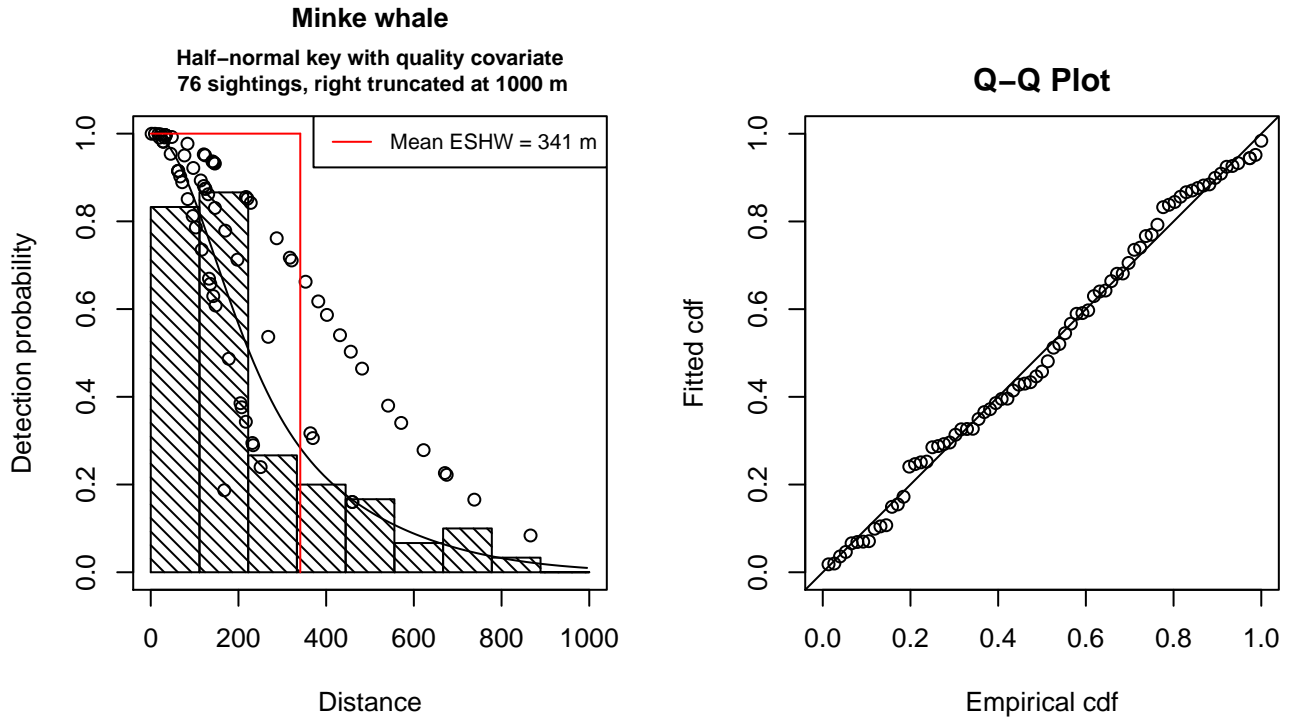 Minke whale
Half−normal key with quality covariate
76 sightings, right truncated at 1000 m
Mean ESHW = 341 m
Detection probability
0.0 0.2 0.4 0.6 0.8 1.0
0 200 400 600 800 1000
Distance
Q−Q Plot
Fitted cdf
0.0 0.2 0.4 0.6 0.8 1.0
0.0 0.2 0.4 0.6 0.8 1.0
Empirical cdf